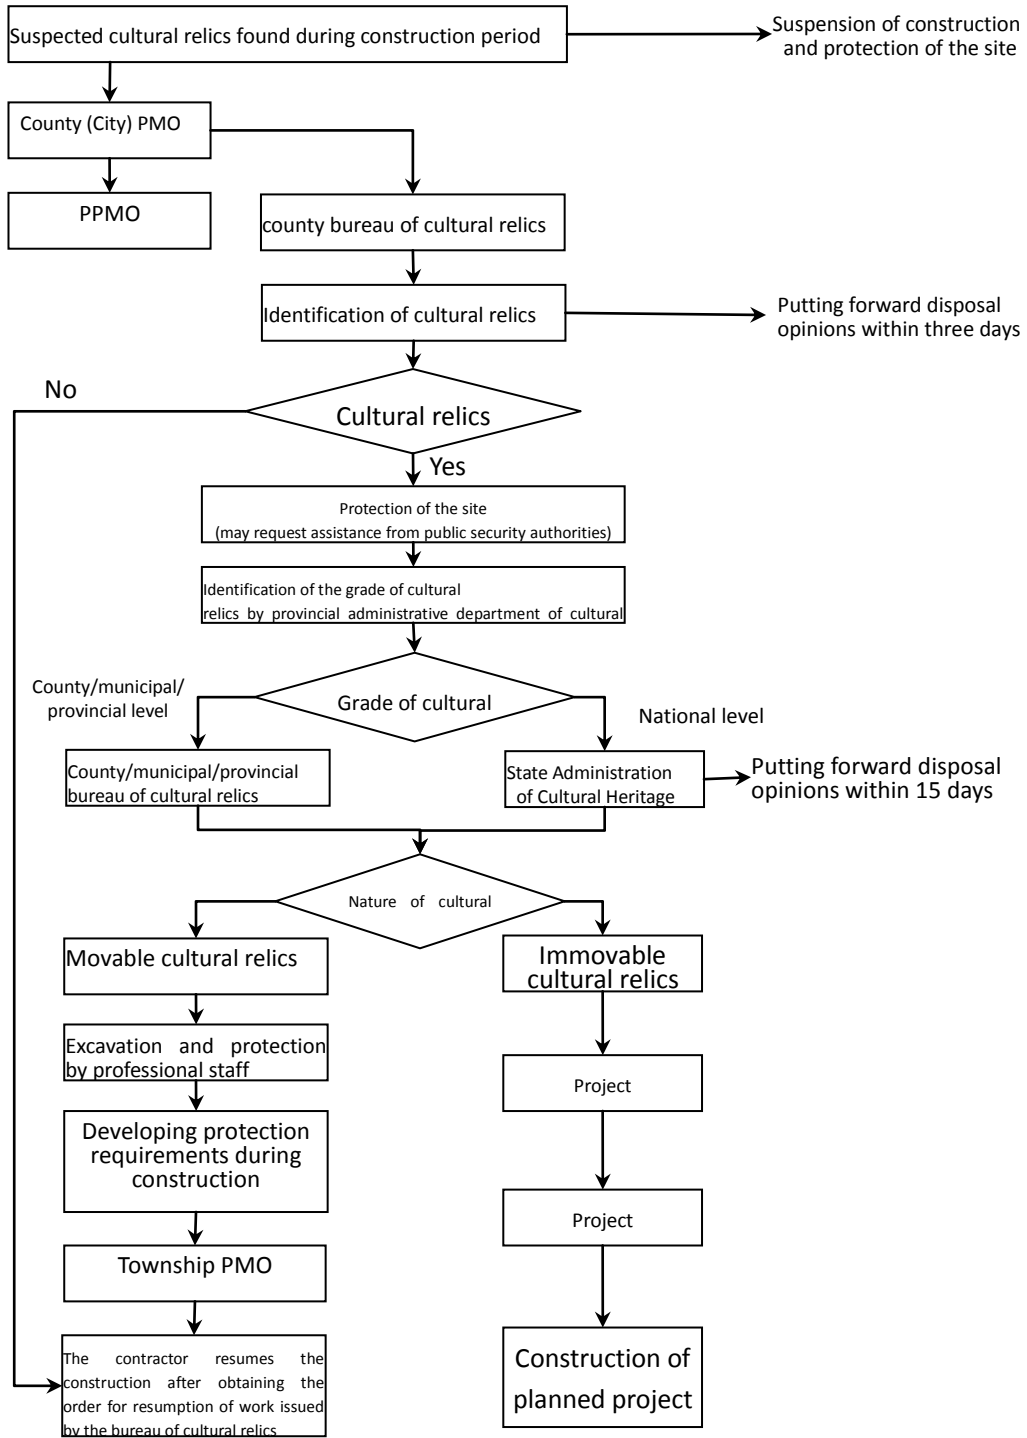 Suspected cultural relics found during construction period
Suspension of construction
and protection of the site
County (City) PMO
PPMO
county bureau of cultural relics
Identification of cultural relics
Putting forward disposal
opinions within three days
No
Cultural relics
Yes
Protection of the site
(may request assistance from public security authorities)
Identification of the grade of cultural
relics by provincial administrative department of cultural
County/municipal/
provincial level
Grade of cultural
National level
County/municipal/provincial
bureau of cultural relics
State Administration
of Cultural Heritage
Putting forward disposal
opinions within 15 days
Nature of cultural
Movable cultural relics
Immovable
cultural relics
Excavation and protection
by professional staff
Project
Developing protection
requirements during
construction
Project
Township PMO
The contractor resumes the
construction after obtaining the
order for resumption of work issued
by the bureau of cultural relics
Construction of
planned project